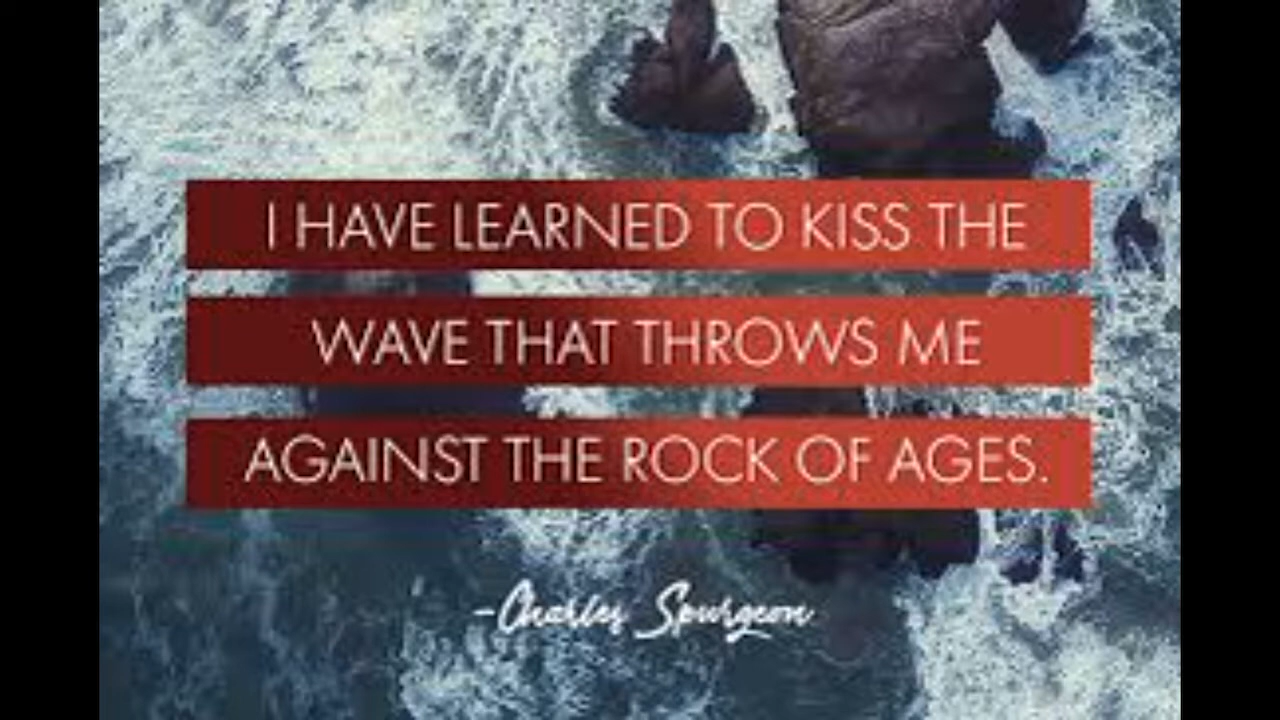 I HAVE LEARNED TO KISS THE
WAVE THAT THROWS ME
AGAINST THE ROCK OF AGES.
-Charles Spurgeon